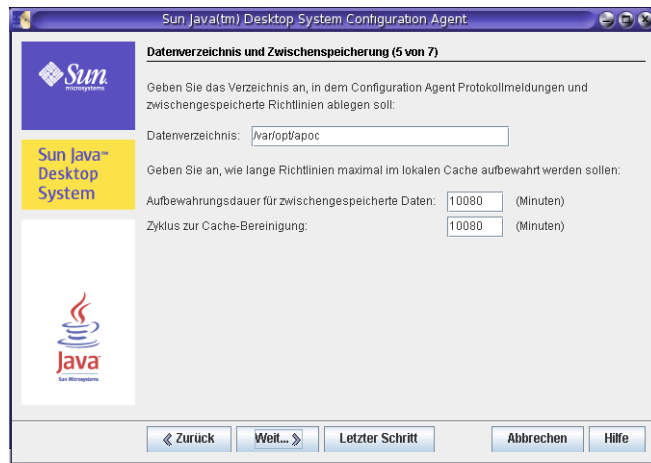 Sun Java(tm) Desktop System Configuration Agent
Sun
microsystems
Sun Java™
Desktop
System
Java
Sun Microsystems
Datenverzeichnis und Zwischenspeicherung (5 von 7)
Geben Sie das Verzeichnis an, in dem Configuration Agent Protokollmeldungen und
zwischengespeicherte Richtlinien ablegen soll:
Datenverzeichnis: /var/opt/apoc
Geben Sie an, wie lange Richtlinien maximal im lokalen Cache aufbewahrt werden sollen:
Aufbewahrungsdauer für zwischengespeicherte Daten: 10080 (Minuten)
Zyklus zur Cache-Bereinigung: 10080 (Minuten)
Zurück Weit... Letzter Schritt Abbrechen Hilfe